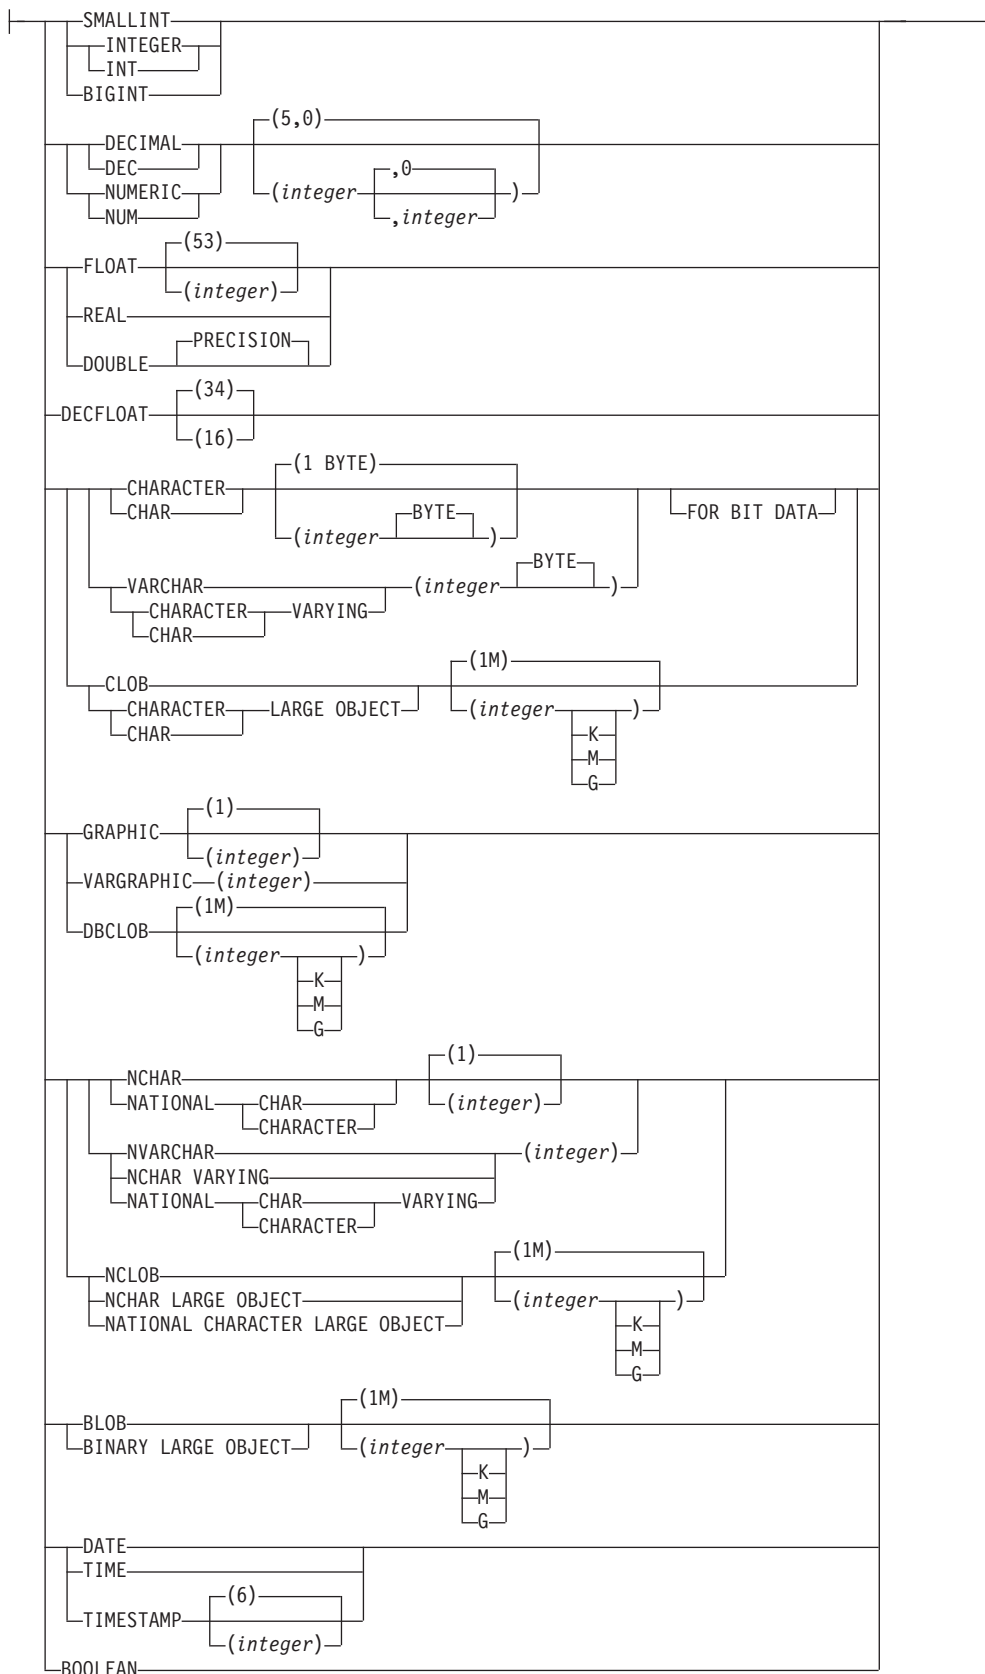 SMALLINT
INTEGER
INT
BIGINT
(5,0)
DECIMAL
DEC
,0
NUMERIC
(integer )
NUM
,integer
(53)
FLOAT
(integer)
REAL
PRECISION
DOUBLE
(34)
DECFLOAT
(16)
(1 BYTE)
CHARACTER
CHAR
BYTE
FOR BIT DATA
(integer )
BYTE
VARCHAR
(integer )
CHARACTER VARYING
CHAR
(1M)
CLOB
CHARACTER LARGE OBJECT
(integer )
CHAR
K
M
G
(1)
GRAPHIC
(integer)
VARGRAPHIC (integer)
(1M)
DBCLOB
(integer )
K
M
G
(1)
NCHAR
NATIONAL CHAR
(integer)
CHARACTER
NVARCHAR (integer)
NCHAR VARYING
NATIONAL CHAR VARYING
CHARACTER
(1M)
NCLOB
NCHAR LARGE OBJECT
(integer )
NATIONAL CHARACTER LARGE OBJECT
K
M
G
(1M)
BLOB
BINARY LARGE OBJECT
(integer )
K
M
G
DATE
TIME
(6)
TIMESTAMP
(integer)
BOOLEAN